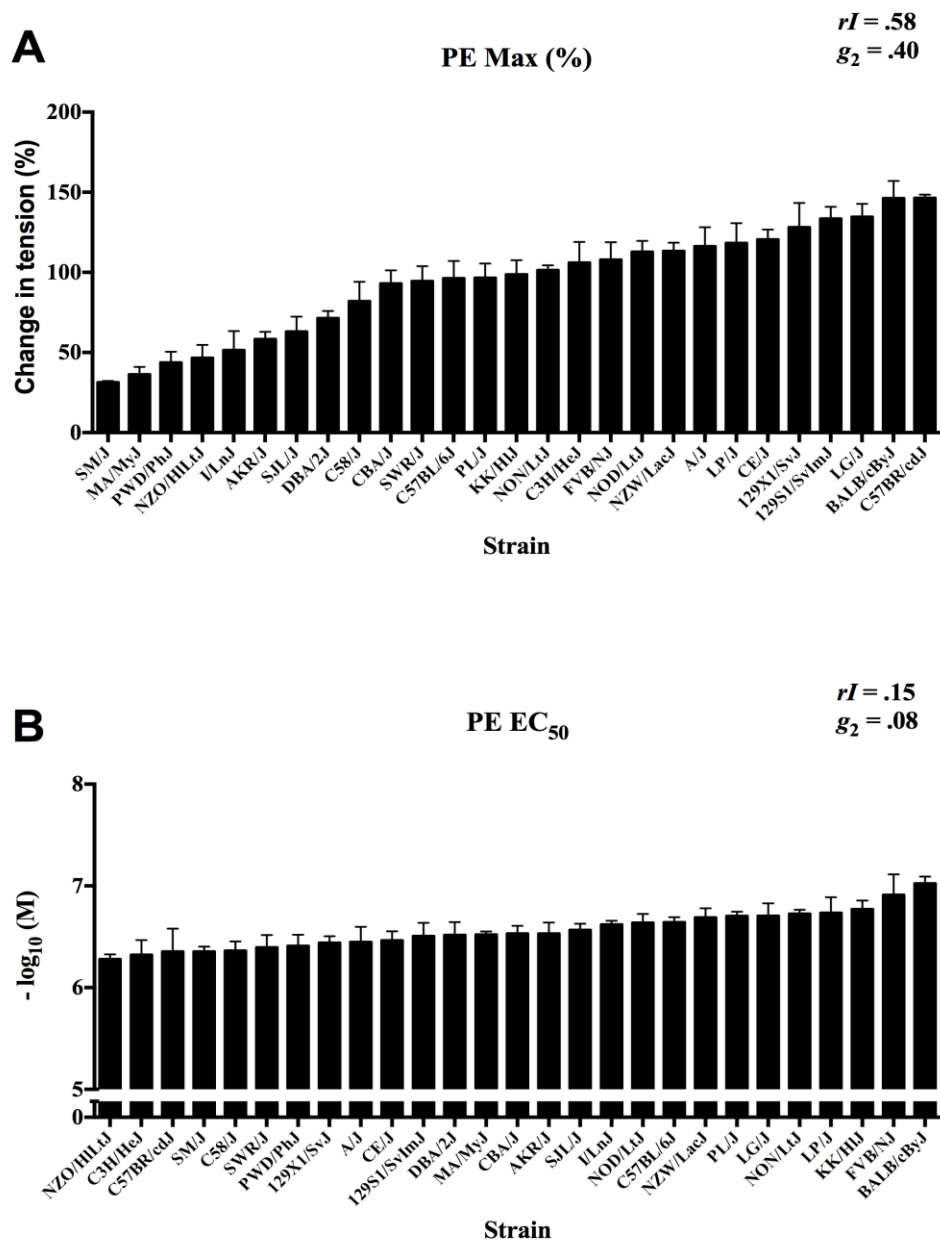 A
PE Max (%)
rI = .58
g2 = .40
Change in tension (%)
200
150
100
50
0
SM/J
MA/MyJ
PWD/PhJ
NZO/HILtJ
I/LnJ
AKR/J
SJL/J
DBA/2J
C58/J
CBA/J
SWR/J
C57BL/6J
PL/J
KK/HIJ
NON/LtJ
C3H/HeJ
FVB/NJ
NOD/LtJ
NZW/LacJ
A/J
LP/J
CE/J
129X1/SvJ
129S1/SvImJ
LG/J
BALB/cByJ
C57BR/cdJ
Strain
B
PE EC50
rI = .15
g2 = .08
- log10 (M)
8
7
6
5
0
NZO/HILtJ
C3H/HeJ
C57BR/cdJ
SM/J
C58/J
SWR/J
PWD/PhJ
129X1/SvJ
A/J
CE/J
129S1/SvImJ
DBA/2J
MA/MyJ
CBA/J
AKR/J
SJL/J
I/LnJ
NOD/LtJ
C57BL/6J
NZW/LacJ
PL/J
LG/J
NON/LtJ
LP/J
KK/HIJ
FVB/NJ
BALB/cByJ
Strain